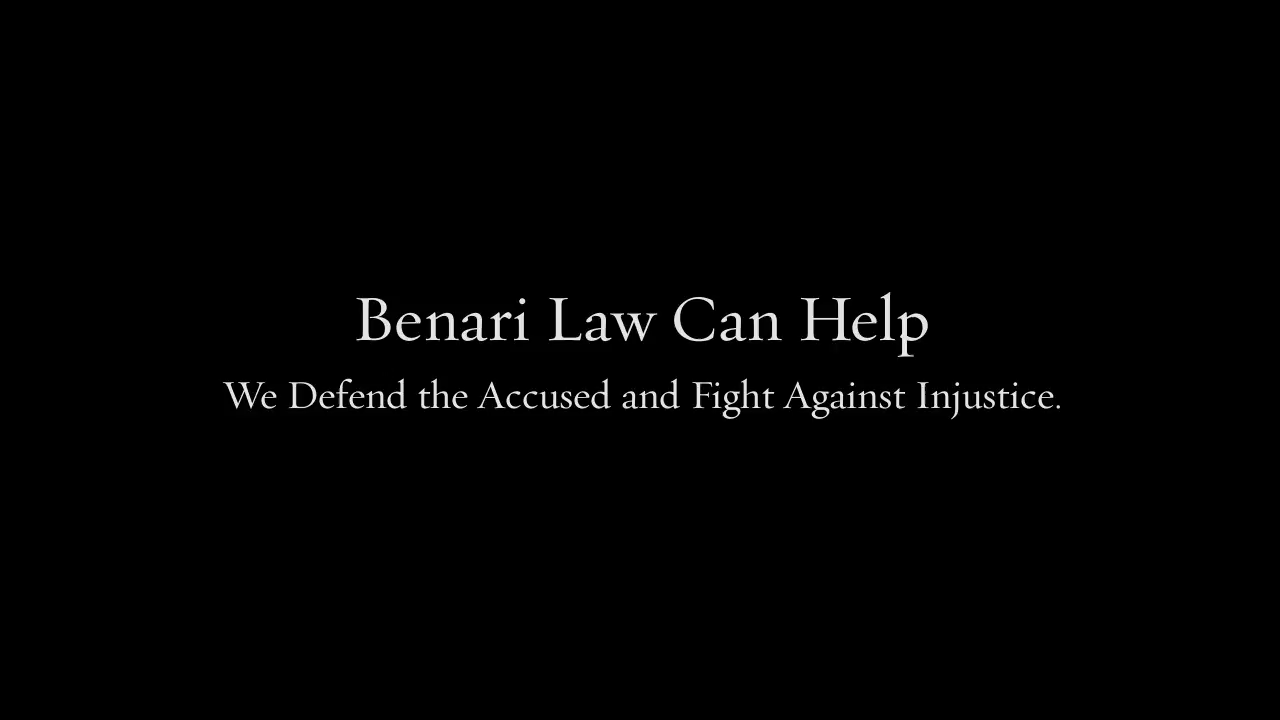 Benari Law Can Help
We Defend the Accused and Fight Against Injustice.